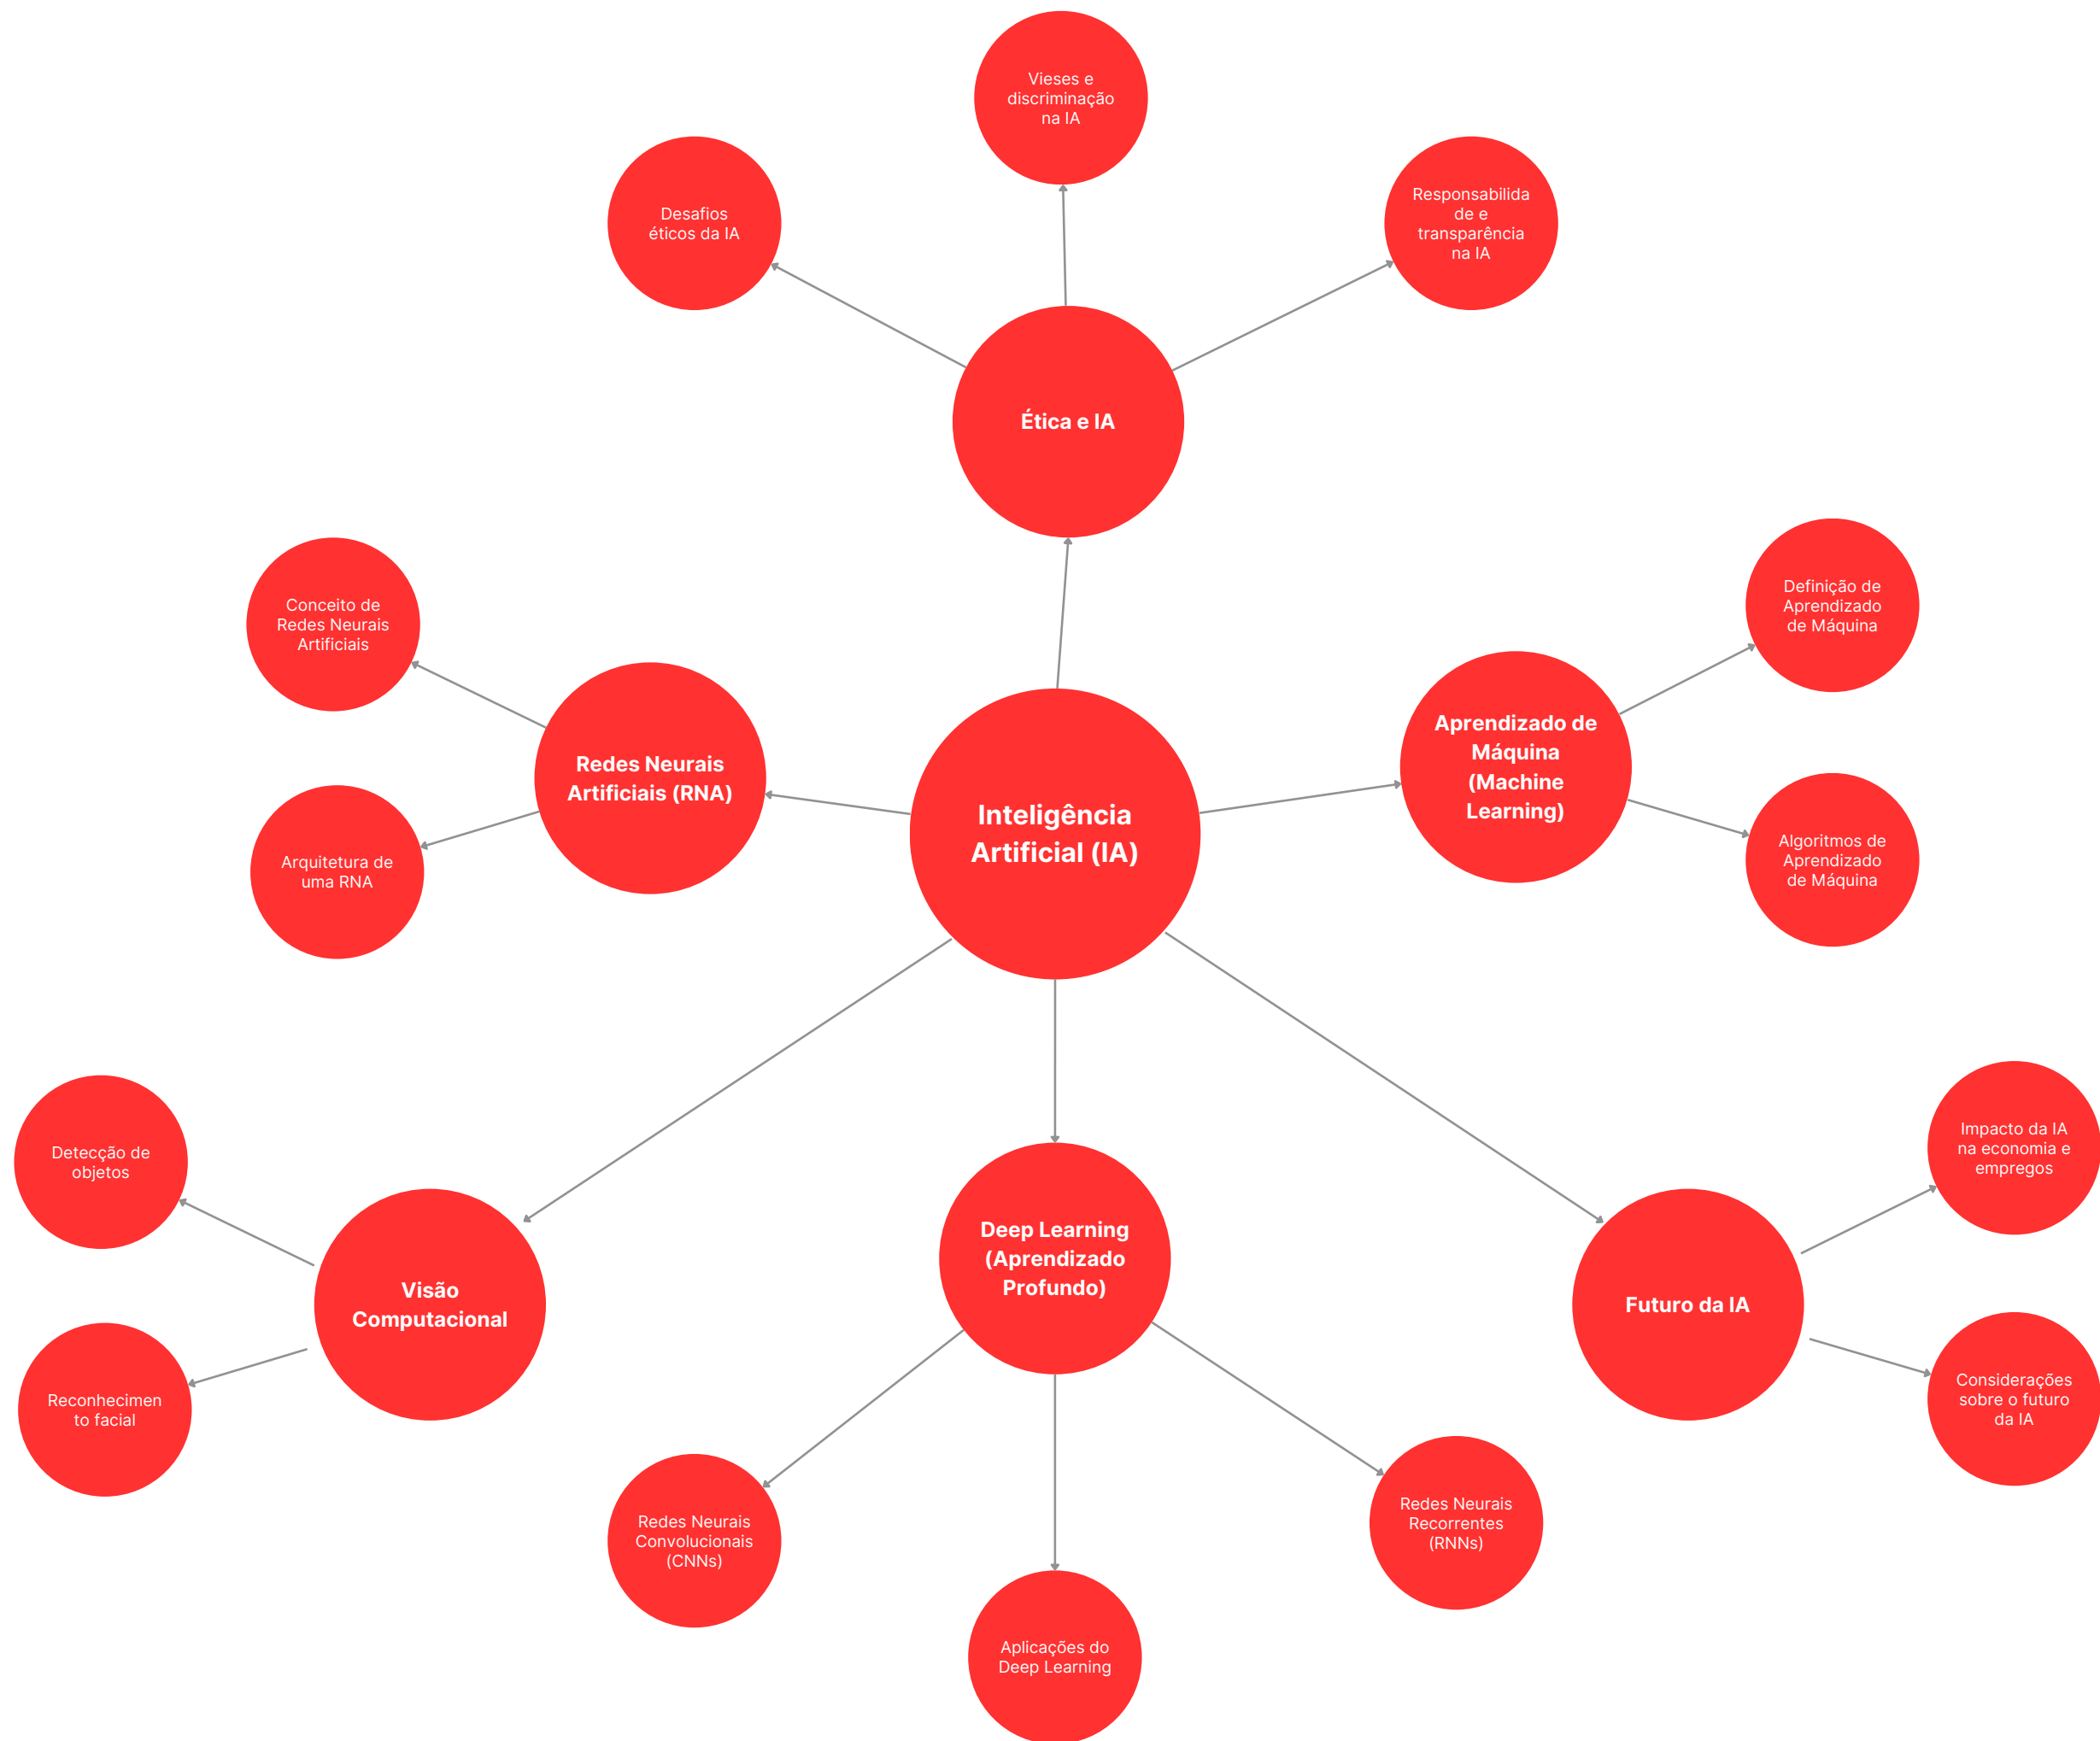 Vieses e
discriminação
na IA
Desafios
éticos da IA
Responsabilida
de e
transparência
na IA
Ética e IA
Conceito de
Redes Neurais
Artificiais
Redes Neurais
Artificiais (RNA)
Arquitetura de
uma RNA
Inteligência
Artificial (IA)
Aprendizado de
Máquina
(Machine
Learning)
Definição de
Aprendizado
de Máquina
Algoritmos de
Aprendizado
de Máquina
Detecção de
objetos
Visão
Computacional
Reconhecimen
to facial
Deep Learning
(Aprendizado
Profundo)
Futuro da IA
Impacto da IA
na economia e
empregos
Considerações
sobre o futuro
da IA
Redes Neurais
Convolucionais
(CNNs)
Aplicações do
Deep Learning
Redes Neurais
Recorrentes
(RNNs)